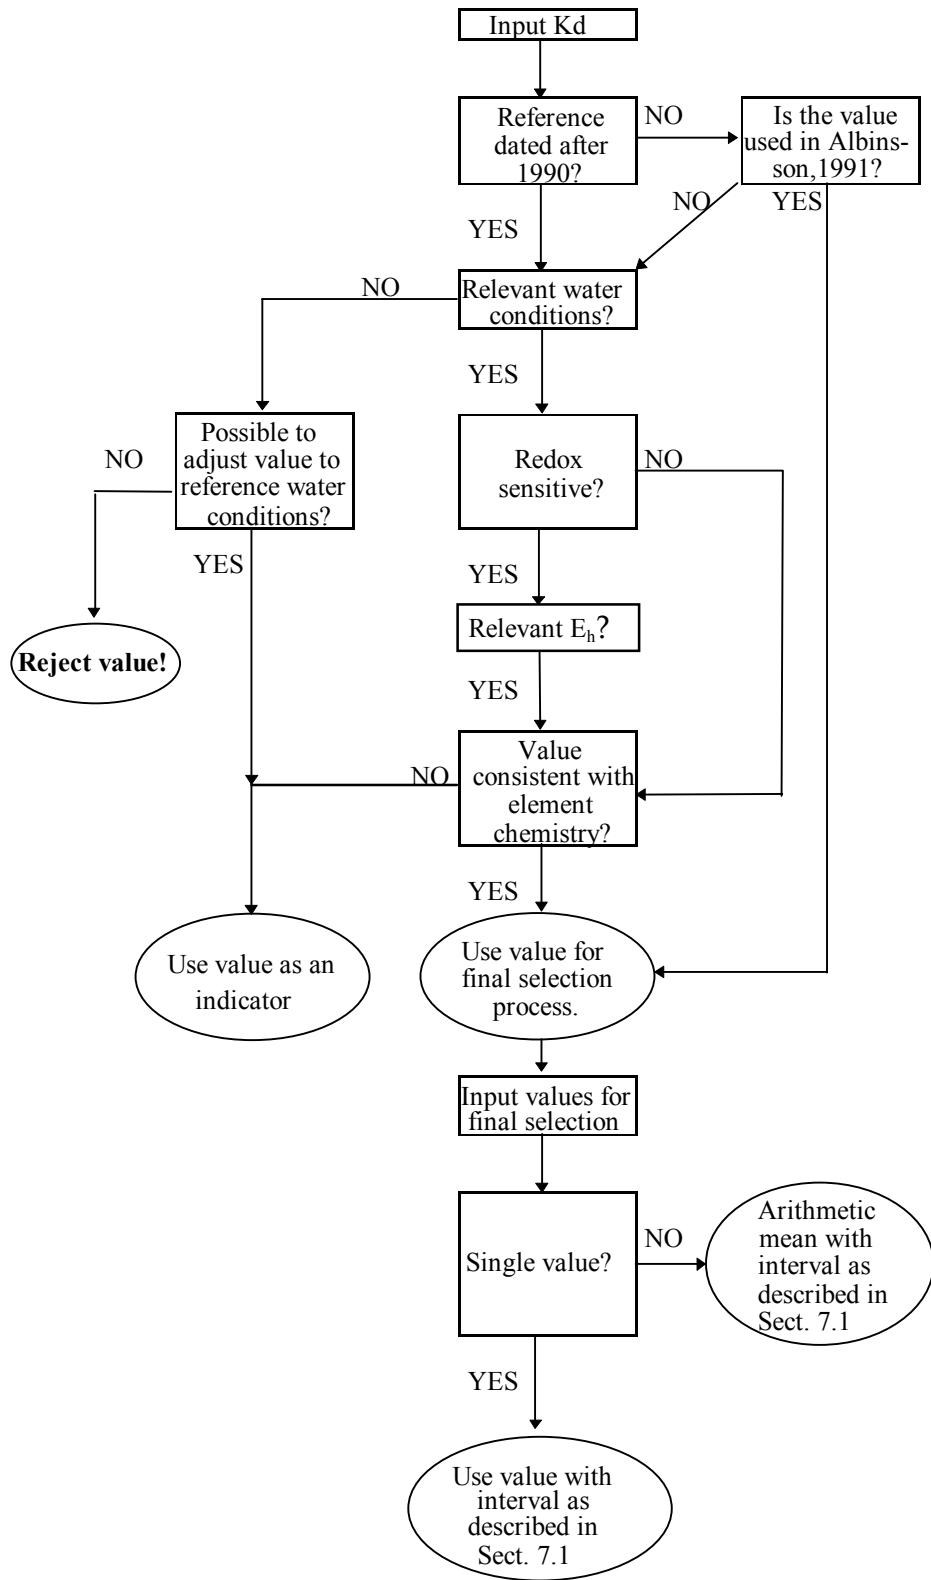 Input Kd
Reference
dated after
1990?
NO
Is the value
used in Albins-
son,1991?
YES
NO
YES
NO
Relevant water
conditions?
YES
NO
Possible to
adjust value to
reference water
conditions?
Redox
sensitive?
NO
YES
YES
Reject value!
Relevant Eh?
YES
NO
Value
consistent with
element
chemistry?
YES
Use value as an
indicator
Use value for
final selection
process.
Input values for
final selection
Single value?
NO
Arithmetic
mean with
interval as
described in
Sect. 7.1
YES
Use value with
interval as
described in
Sect. 7.1